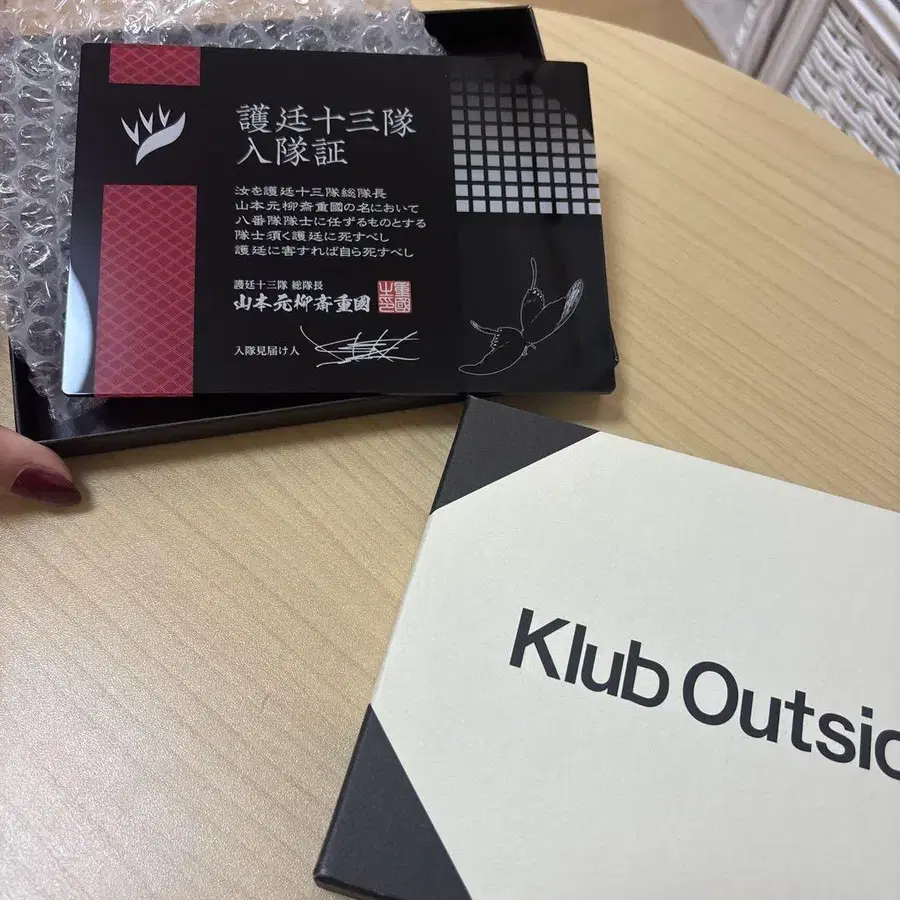 護廷十三隊
入隊証
汝を護廷十三隊総隊長
山本元柳斎重國の名において
八番隊隊士に任ずるものとする
隊士須く護廷に死すべし
護廷に害すれば自ら死すべし
護廷十三隊 総隊長
山本元柳斎重國
入隊見届け人
Klub Outsid